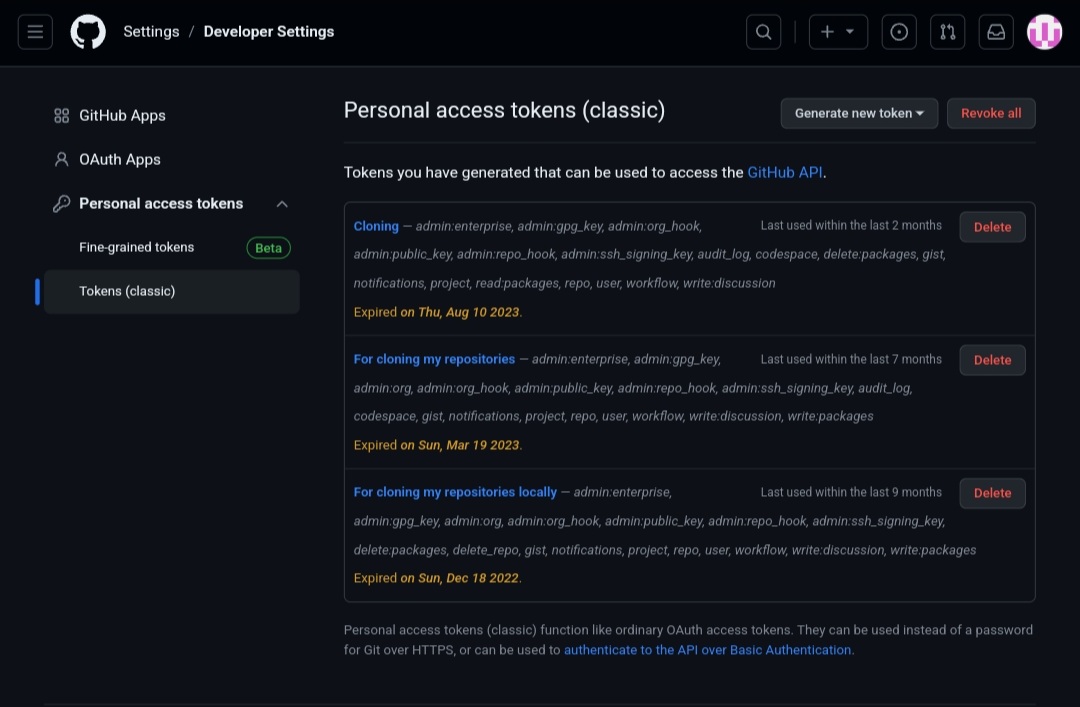 Settings / Developer Settings
GitHub Apps
OAuth Apps
Personal access tokens
Fine-grained tokens Beta
Tokens (classic)
Personal access tokens (classic)
Generate new token
Revoke all
Tokens you have generated that can be used to access the GitHub API.
Cloning — admin:enterprise, admin:gpg_key, admin:org_hook,
Last used within the last 2 months
Delete
admin:public_key, admin:repo_hook, admin:ssh_signing_key, audit_log, codespace, delete:packages, gist,
notifications, project, read:packages, repo, user, workflow, write:discussion
Expired on Thu, Aug 10 2023.
For cloning my repositories — admin:enterprise, admin:gpg_key,
Last used within the last 7 months
Delete
admin:org, admin:org_hook, admin:public_key, admin:repo_hook, admin:ssh_signing_key, audit_log,
codespace, gist, notifications, project, repo, user, workflow, write:discussion, write:packages
Expired on Sun, Mar 19 2023.
For cloning my repositories locally — admin:enterprise,
Last used within the last 9 months
Delete
admin:gpg_key, admin:org, admin:org_hook, admin:public_key, admin:repo_hook, admin:ssh_signing_key,
delete:packages, delete_repo, gist, notifications, project, repo, user, workflow, write:discussion, write:packages
Expired on Sun, Dec 18 2022.
Personal access tokens (classic) function like ordinary OAuth access tokens. They can be used instead of a password
for Git over HTTPS, or can be used to authenticate to the API over Basic Authentication.